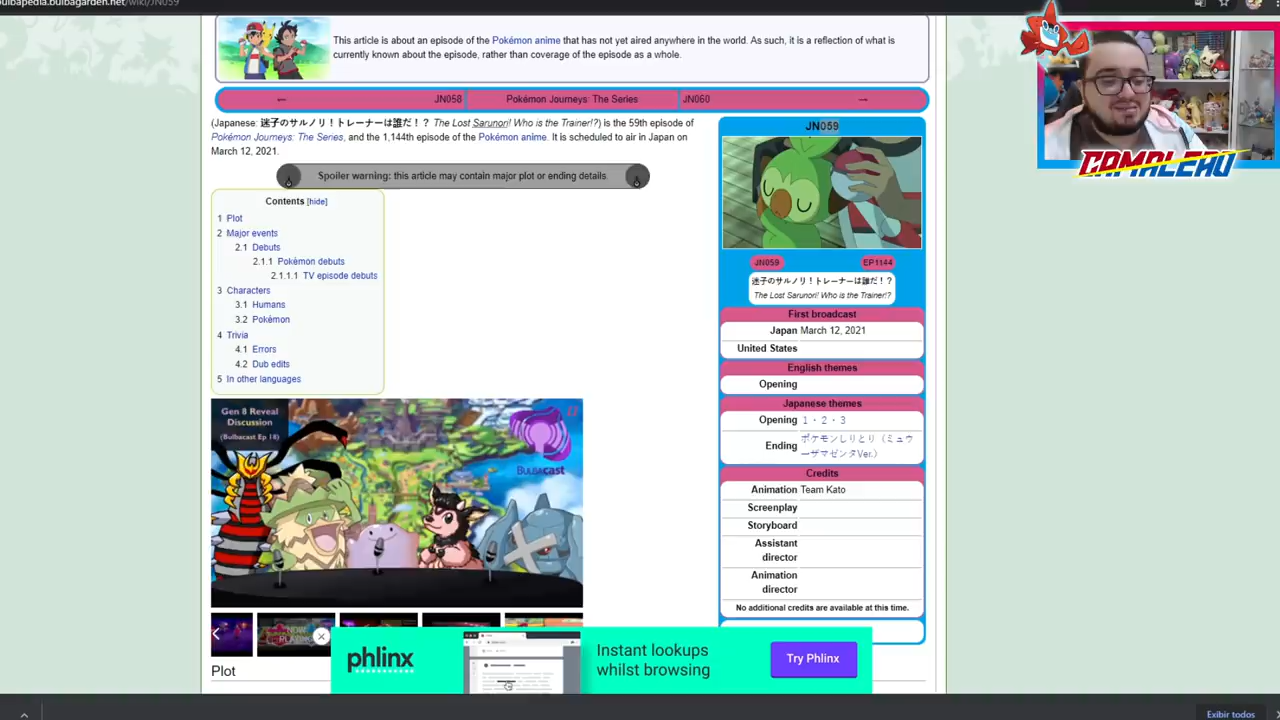 bulbapedia.bulbagarden.net/wiki/JN059
This article is about an episode of the Pokémon anime that has not yet aired anywhere in the world. As such, it is a reflection of what is
currently known about the episode, rather than coverage of the episode as a whole.
← JN058 Pokémon Journeys: The Series JN060 →
(Japanese: 迷子のサルノリ！トレーナーは誰だ！？ The Lost Sarunori! Who is the Trainer!?) is the 59th episode of
Pokémon Journeys: The Series, and the 1,144th episode of the Pokémon anime. It is scheduled to air in Japan on
March 12, 2021.
Spoiler warning: this article may contain major plot or ending details.
Contents [hide]
1 Plot
2 Major events
2.1 Debuts
2.1.1 Pokémon debuts
2.1.1.1 TV episode debuts
3 Characters
3.1 Humans
3.2 Pokémon
4 Trivia
4.1 Errors
4.2 Dub edits
5 In other languages
Gen 8 Reveal
Discussion
(Bulbacast Ep 18)
BULBACAST
NOW
PLAYING
Plot
JN059
JN059 EP1144
迷子のサルノリ！トレーナーは誰だ！？
The Lost Sarunori! Who is the Trainer!?
First broadcast
Japan March 12, 2021
United States
English themes
Opening
Japanese themes
Opening 1・2・3
Ending ポケモンしりとり（ミュウ
ーザマゼンタVer.）
Credits
Animation Team Kato
Screenplay
Storyboard
Assistant
director
Animation
director
No additional credits are available at this time.
phlinx
Instant lookups
whilst browsing
Try Phlinx
CAMALEAO
Exibir todos